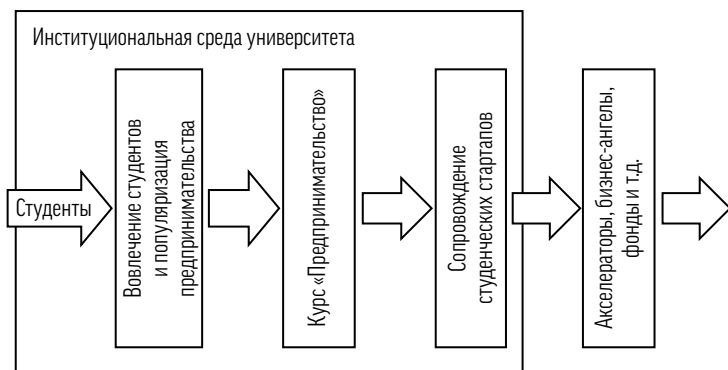 Институциональная среда университета
Студенты
Вовлечение студентов
и популяризация
предпринимательства
Курс «Предпринимательство»
Сопровождение
студенческих стартапов
Акселераторы, бизнес-ангелы,
фонды и т.д.